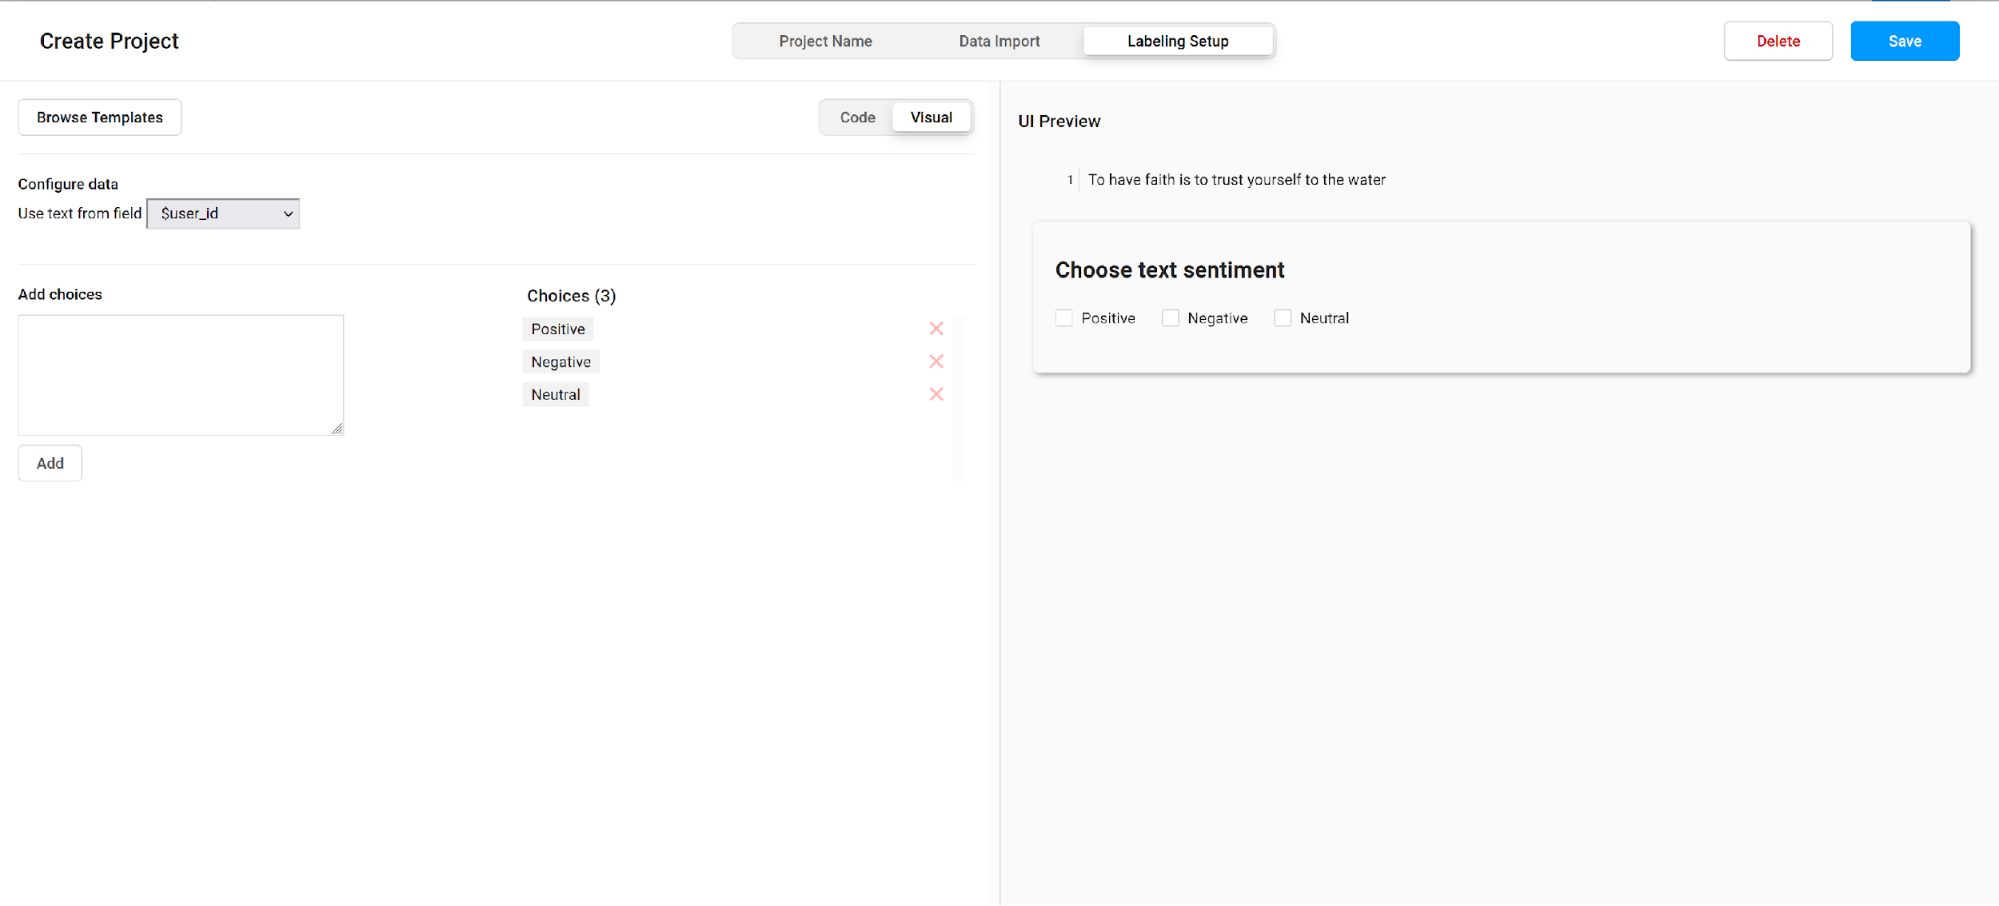 Create Project
Project Name
Data Import
Labeling Setup
Delete
Save
Browse Templates
Code
Visual
Configure data
Use text from field
$user_id
Add choices
Add
Choices (3)
Positive
Negative
Neutral
UI Preview
1
To have faith is to trust yourself to the water
Choose text sentiment
Positive
Negative
Neutral